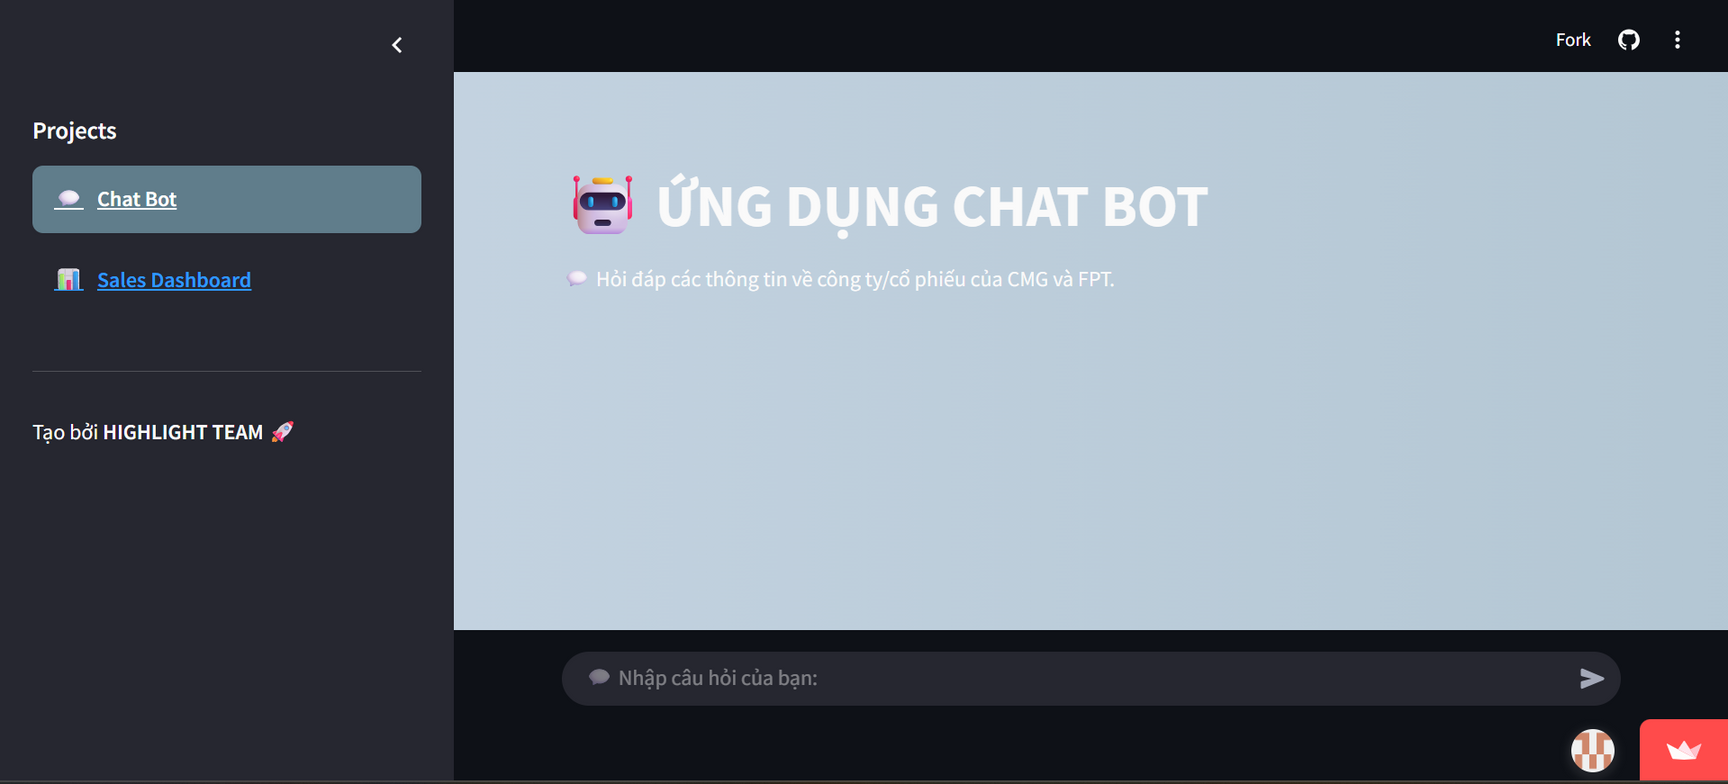 Fork
Projects
Chat Bot
Sales Dashboard
Tạo bởi HIGHLIGHT TEAM 🚀
ỨNG DỤNG CHAT BOT
Hỏi đáp các thông tin về công ty/cổ phiếu của CMG và FPT.
Nhập câu hỏi của bạn: